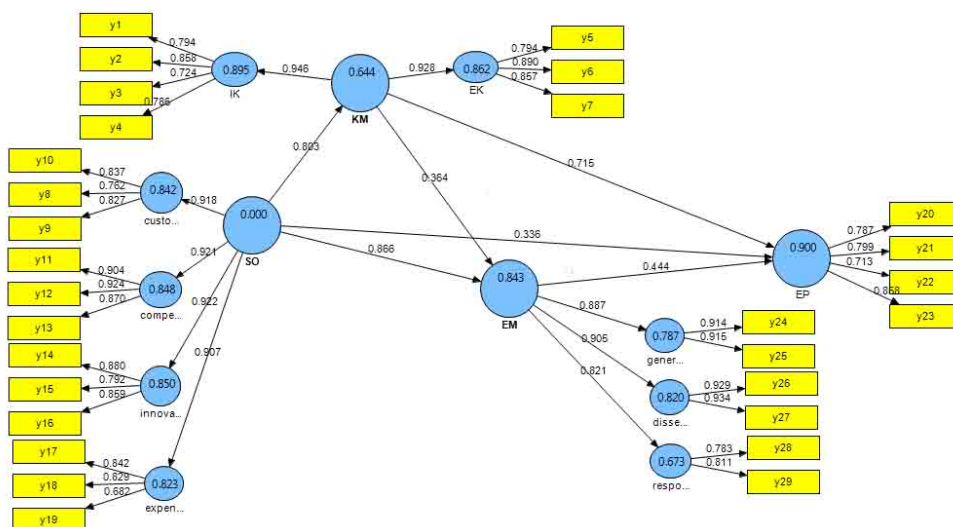 y1
y2
y3
y4
0.794
0.858
0.724
0.786
0.895
IK
0.946
0.644
KM
0.928
0.862
EK
0.794
0.890
0.857
y5
y6
y7
0.803
0.364
0.715
y10
y8
y9
0.837
0.762
0.827
0.842
custo...
0.918
0.000
SO
0.921
0.922
0.907
0.866
0.336
y11
y12
y13
0.904
0.924
0.870
0.848
compe...
y14
y15
y16
0.880
0.792
0.859
0.850
innova...
y17
y18
y19
0.842
0.829
0.682
0.823
expen...
0.843
EM
0.444
0.900
EP
0.787
0.799
0.713
0.868
y20
y21
y22
y23
0.887
0.905
0.821
0.787
gener...
0.914
0.915
y24
y25
0.820
disse...
0.929
0.934
y26
y27
0.673
respo...
0.783
0.811
y28
y29